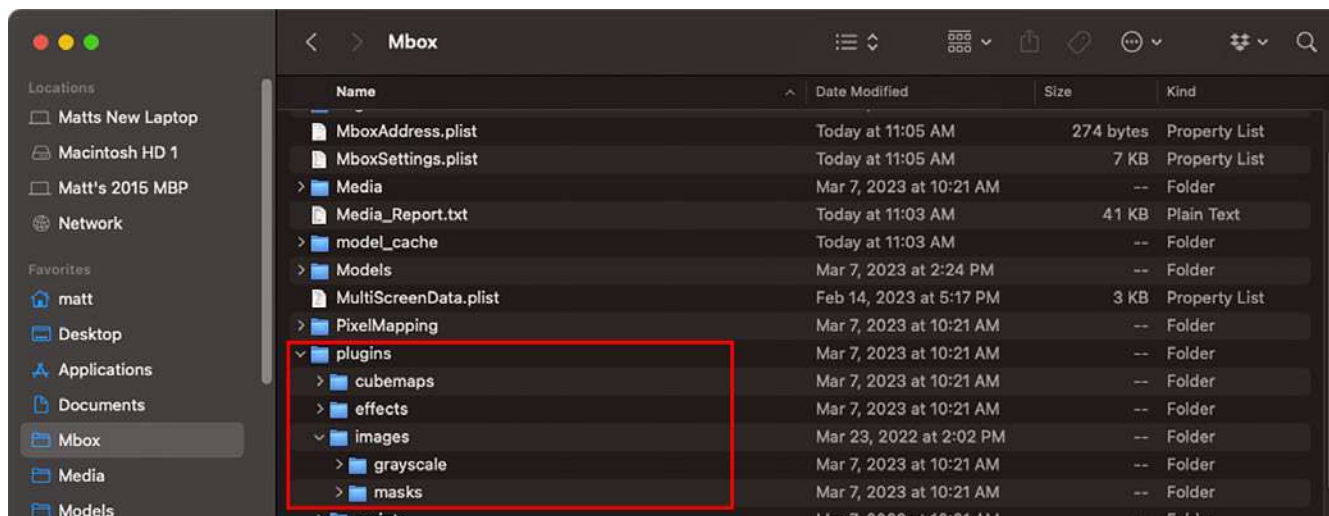 Mbox
Locations
Matts New Laptop
Macintosh HD 1
Matt's 2015 MBP
Network
Favorites
matt
Desktop
Applications
Documents
Mbox
Media
Models
Name Date Modified Size Kind
MboxAddress.plist Today at 11:05 AM 274 bytes Property List
MboxSettings.plist Today at 11:05 AM 7 KB Property List
Media Mar 7, 2023 at 10:21 AM -- Folder
Media_Report.txt Today at 11:03 AM 41 KB Plain Text
model_cache Today at 11:03 AM -- Folder
Models Mar 7, 2023 at 2:24 PM -- Folder
MultiScreenData.plist Feb 14, 2023 at 5:17 PM 3 KB Property List
PixelMapping Mar 7, 2023 at 10:21 AM -- Folder
plugins Mar 7, 2023 at 10:21 AM -- Folder
cubemaps Mar 7, 2023 at 10:21 AM -- Folder
effects Mar 7, 2023 at 10:21 AM -- Folder
images Mar 23, 2022 at 2:02 PM -- Folder
grayscale Mar 7, 2023 at 10:21 AM -- Folder
masks Mar 7, 2023 at 10:21 AM -- Folder